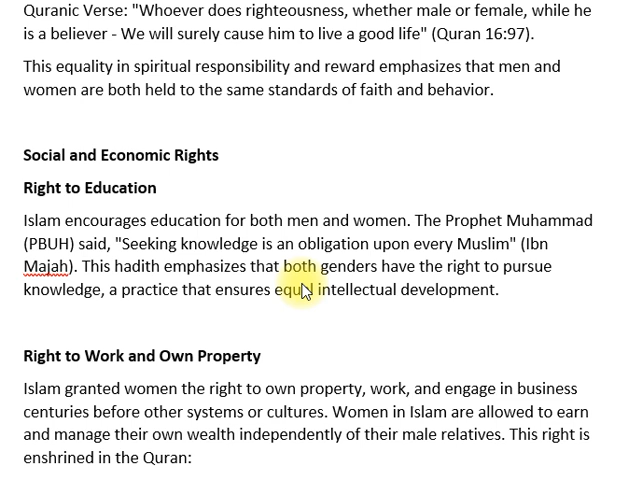 Quranic Verse: "Whoever does righteousness, whether male or female, while he
is a believer - We will surely cause him to live a good life" (Quran 16:97).
This equality in spiritual responsibility and reward emphasizes that men and
women are both held to the same standards of faith and behavior.
Social and Economic Rights
Right to Education
Islam encourages education for both men and women. The Prophet Muhammad
(PBUH) said, "Seeking knowledge is an obligation upon every Muslim" (Ibn
Majah). This hadith emphasizes that both genders have the right to pursue
knowledge, a practice that ensures equal intellectual development.
Right to Work and Own Property
Islam granted women the right to own property, work, and engage in business
centuries before other systems or cultures. Women in Islam are allowed to earn
and manage their own wealth independently of their male relatives. This right is
enshrined in the Quran: